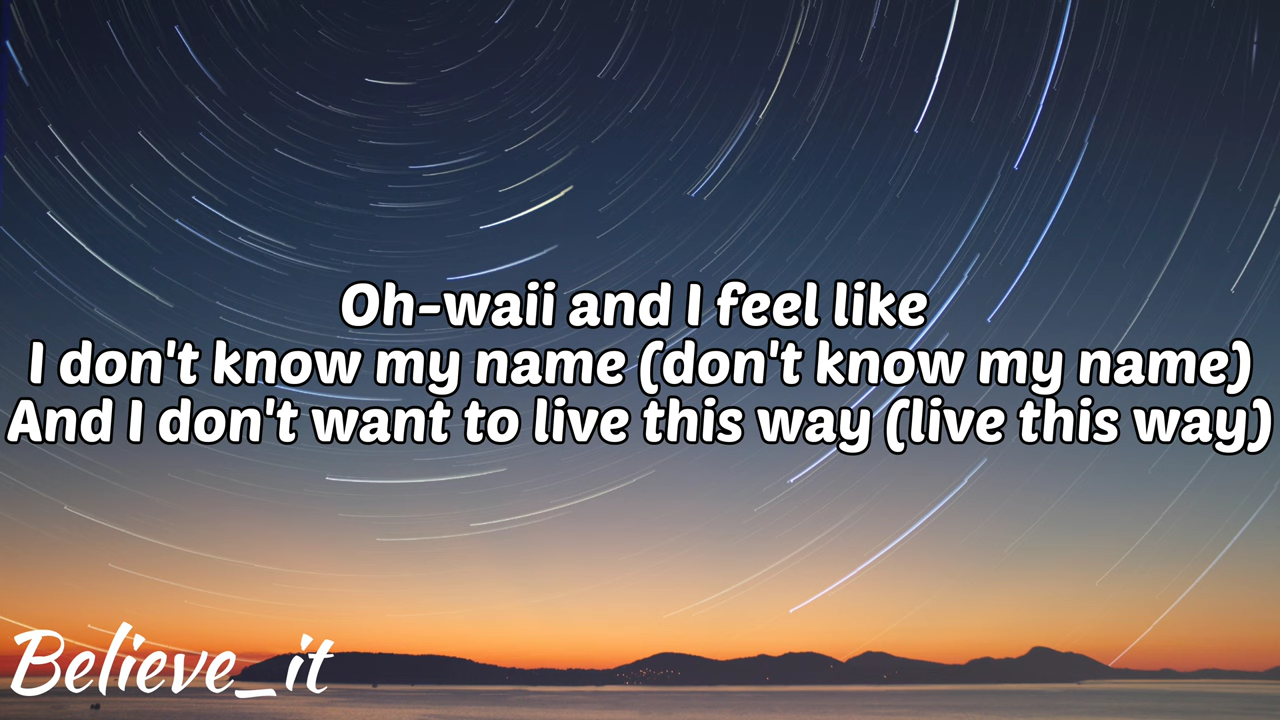 Oh-waii and I feel like
I don't know my name (don't know my name)
And I don't want to live this way (live this way)
Believe_it